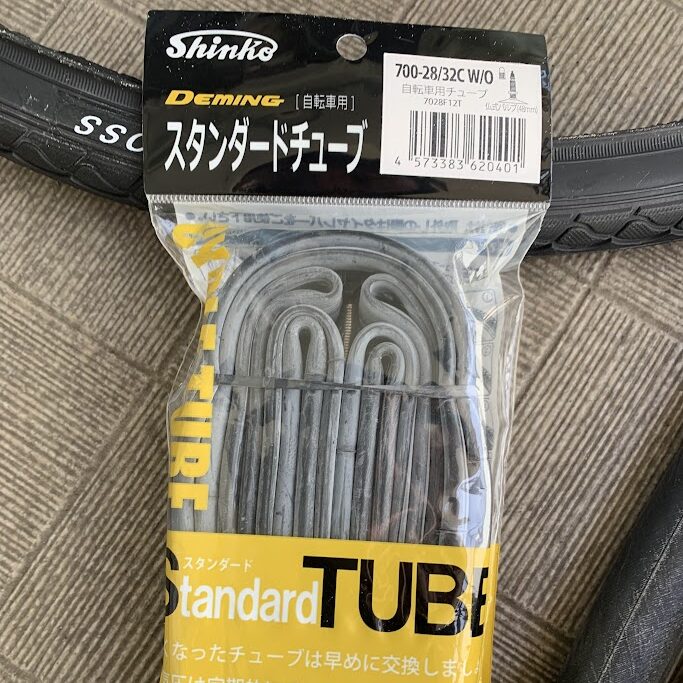 Shinko
DEMING [自転車用]
スタンダードチューブ
700-28/32C W/O
自転車用チューブ
7028F12T
仏式バルブ(48mm)
4 573383 620401
SSO
TUBE
スタンダード
Standard TUBE
くなったチューブは早めに交換しまし